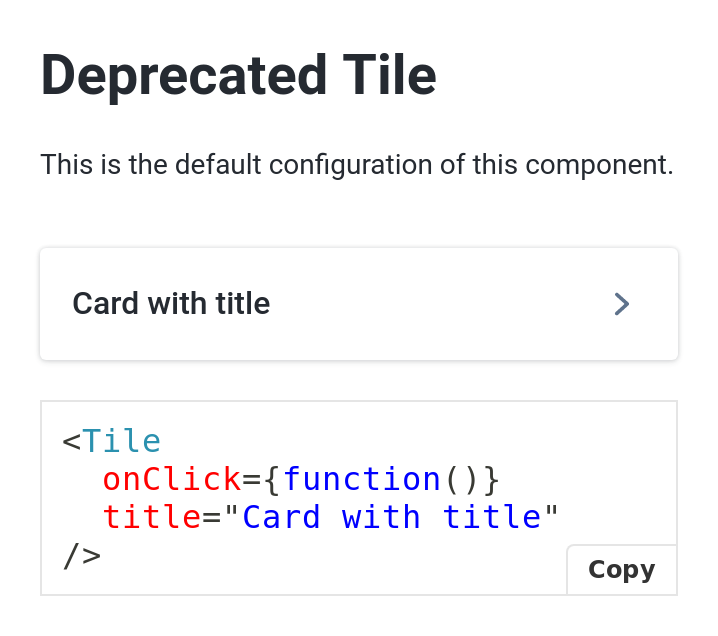 Deprecated Tile
This is the default configuration of this component.
Card with title
<Tile
  onClick={function()}
  title="Card with title"
/>
Copy